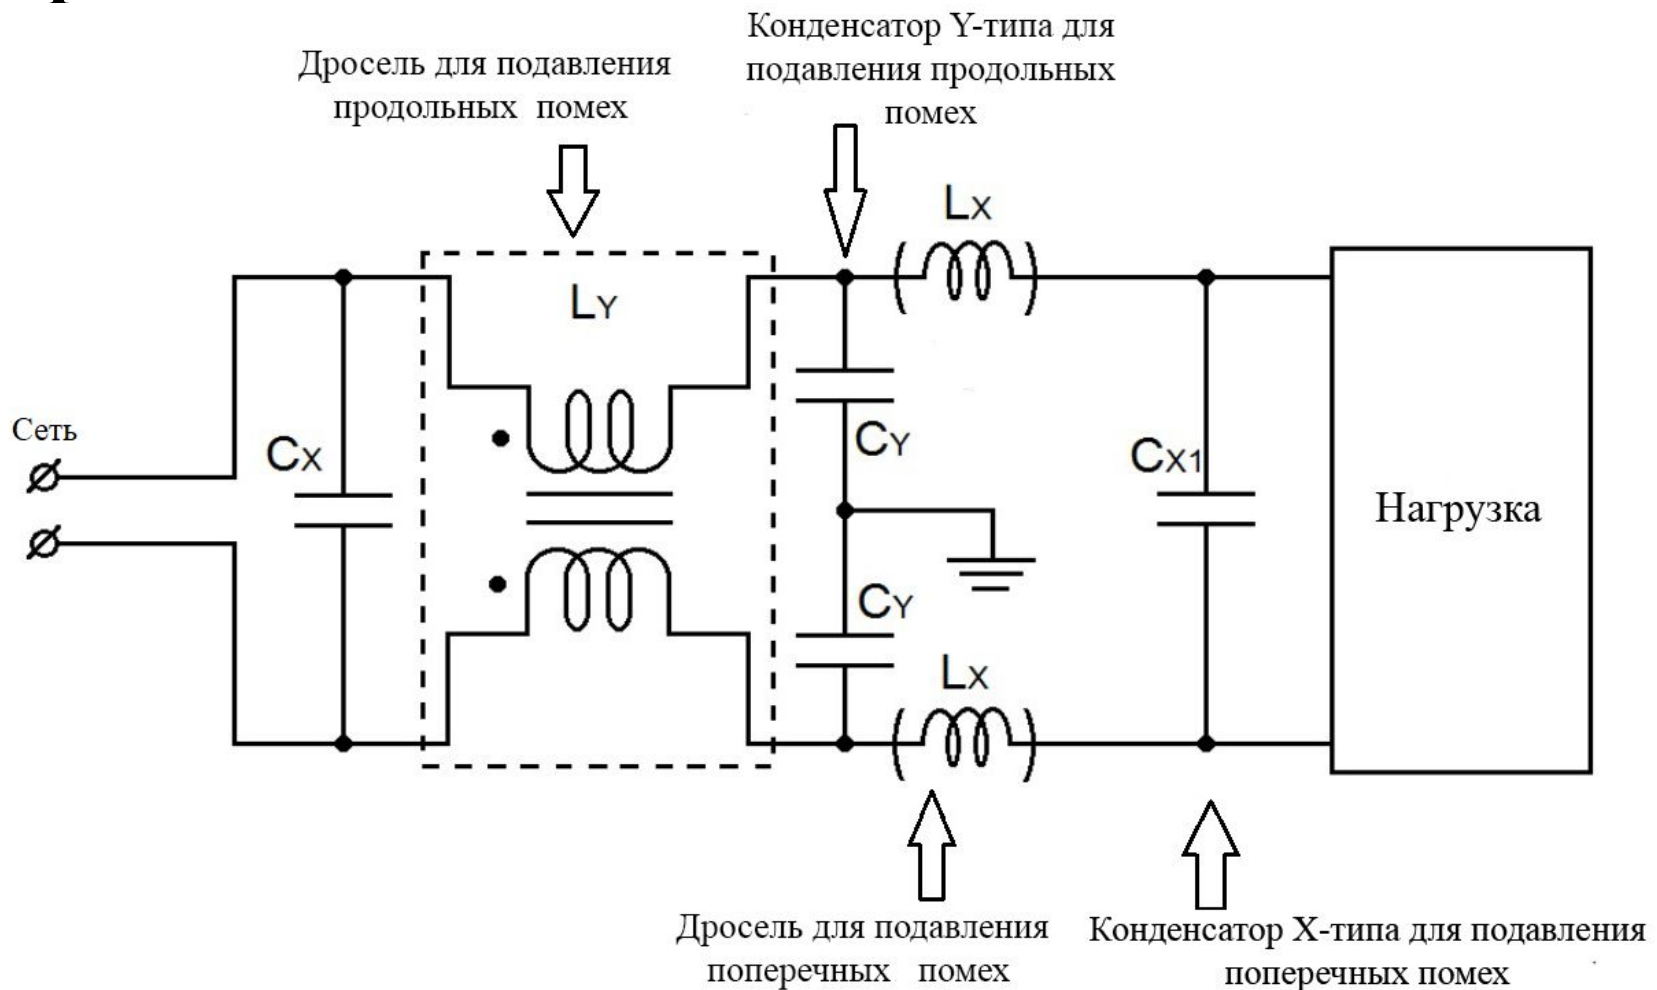 Конденсатор Y-типа для
подавления продольных
помех
Дросель для подавления
продольных помех
LX
LY
Сеть
CX
CY
CX1
Нагрузка
CY
LX
Дросель для подавления
поперечных помех
Конденсатор X-типа для подавления
поперечных помех